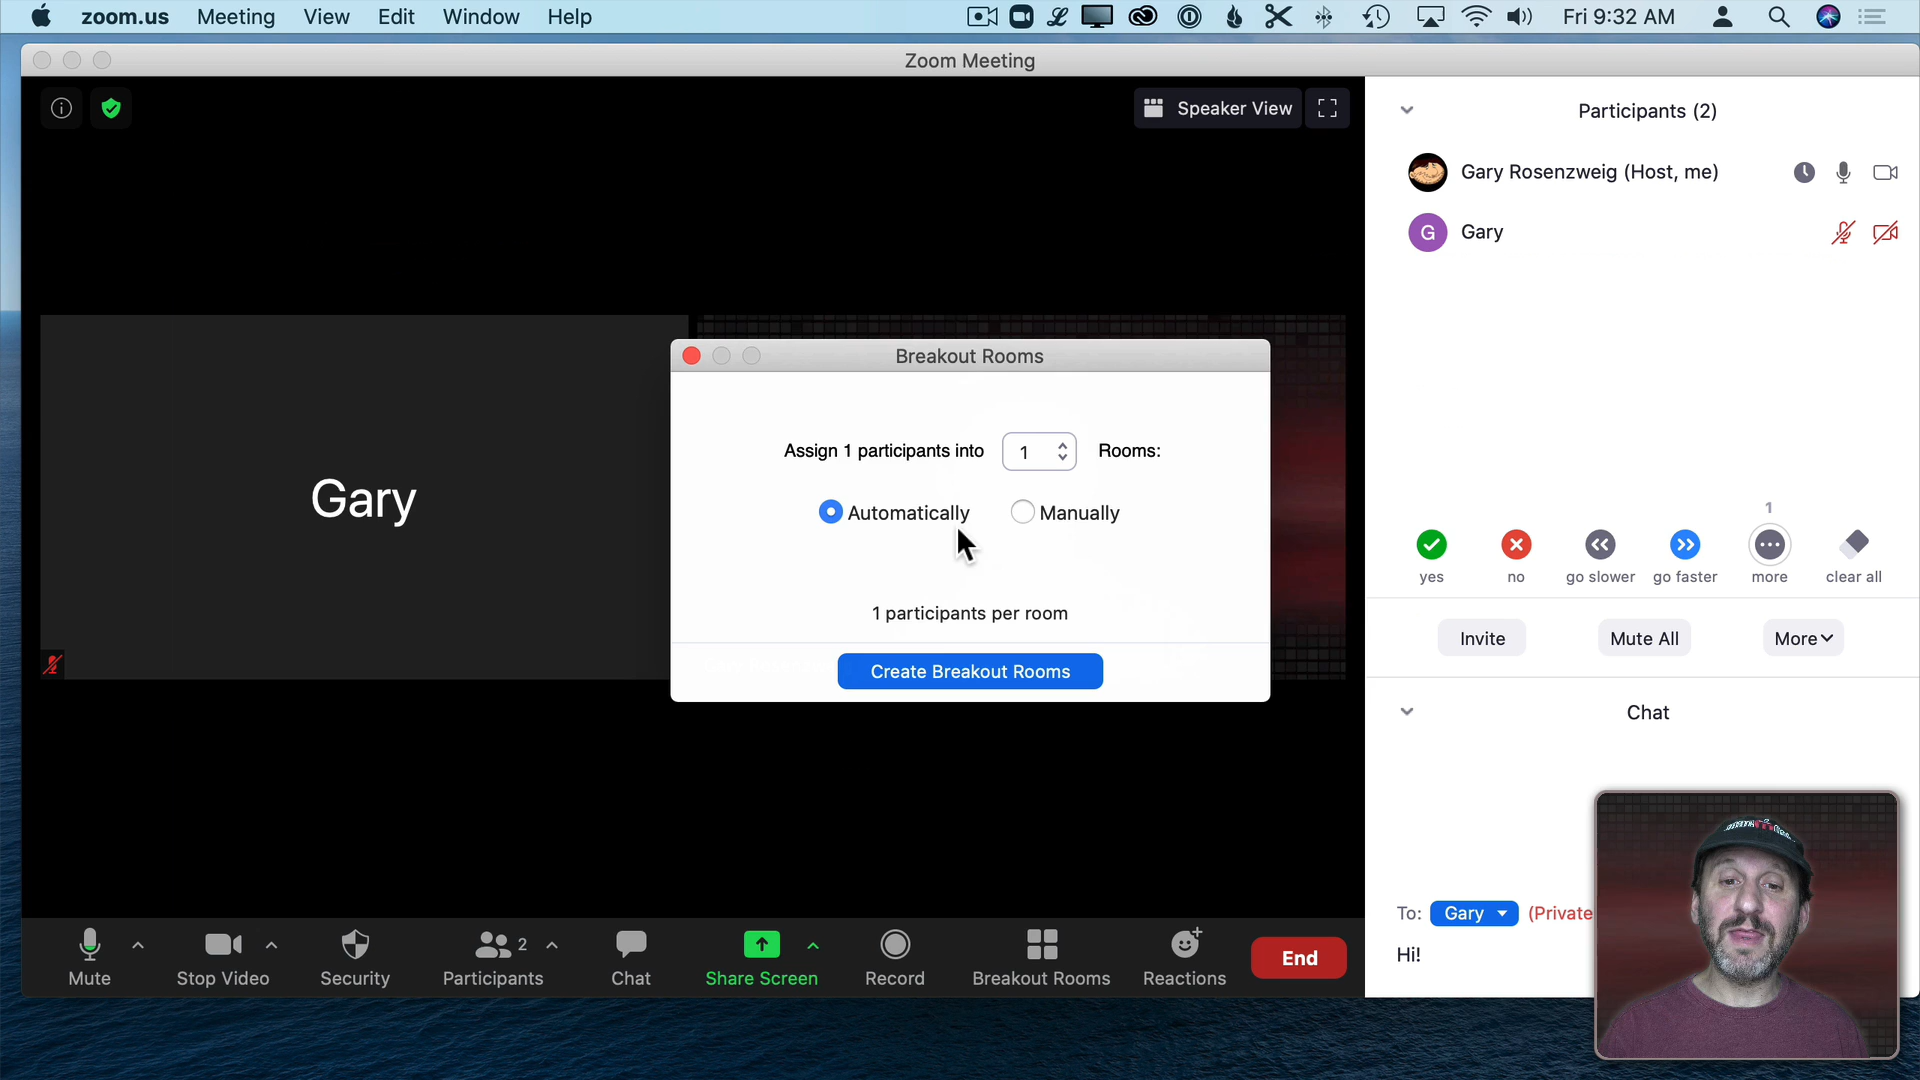 zoom.us Meeting View Edit Window Help Fri 9:32 AM
Zoom Meeting
Speaker View
Participants (2)
Gary Rosenzweig (Host, me)
G Gary
Gary
Breakout Rooms
Assign 1 participants into 1 Rooms:
Automatically Manually
1 participants per room
Create Breakout Rooms
1
yes no go slower go faster more clear all
Invite Mute All More
Chat
To: Gary (Private
Hi!
2
Mute Stop Video Security Participants Chat Share Screen Record Breakout Rooms Reactions End